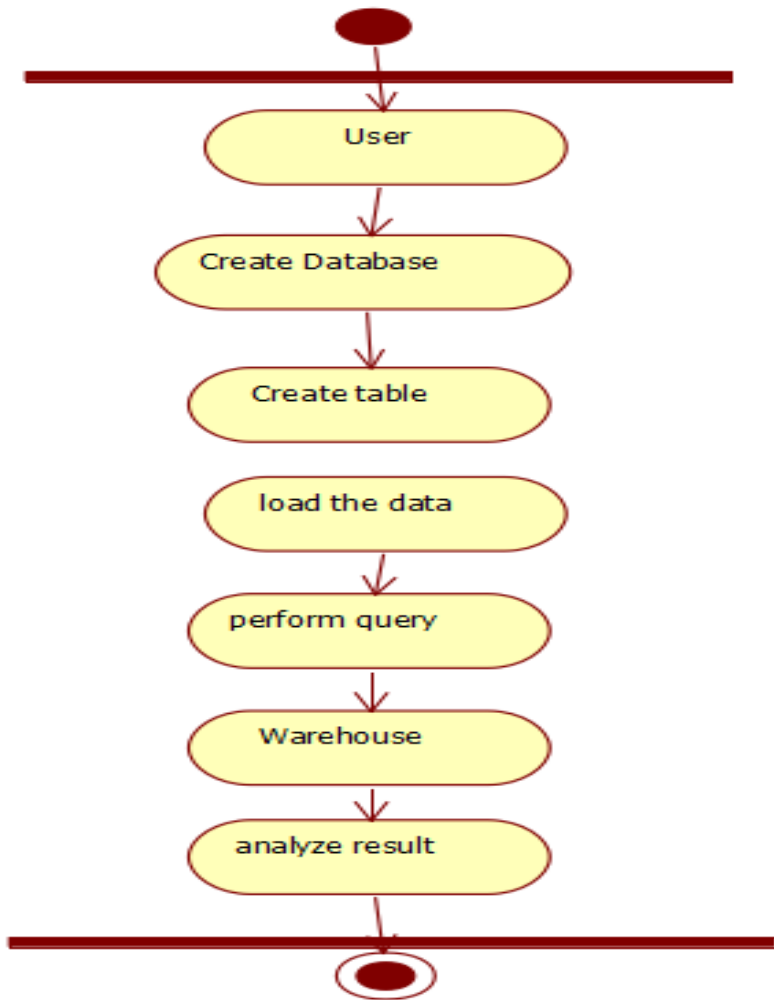 User
Create Database
Create table
load the data
perform query
Warehouse
analyze result